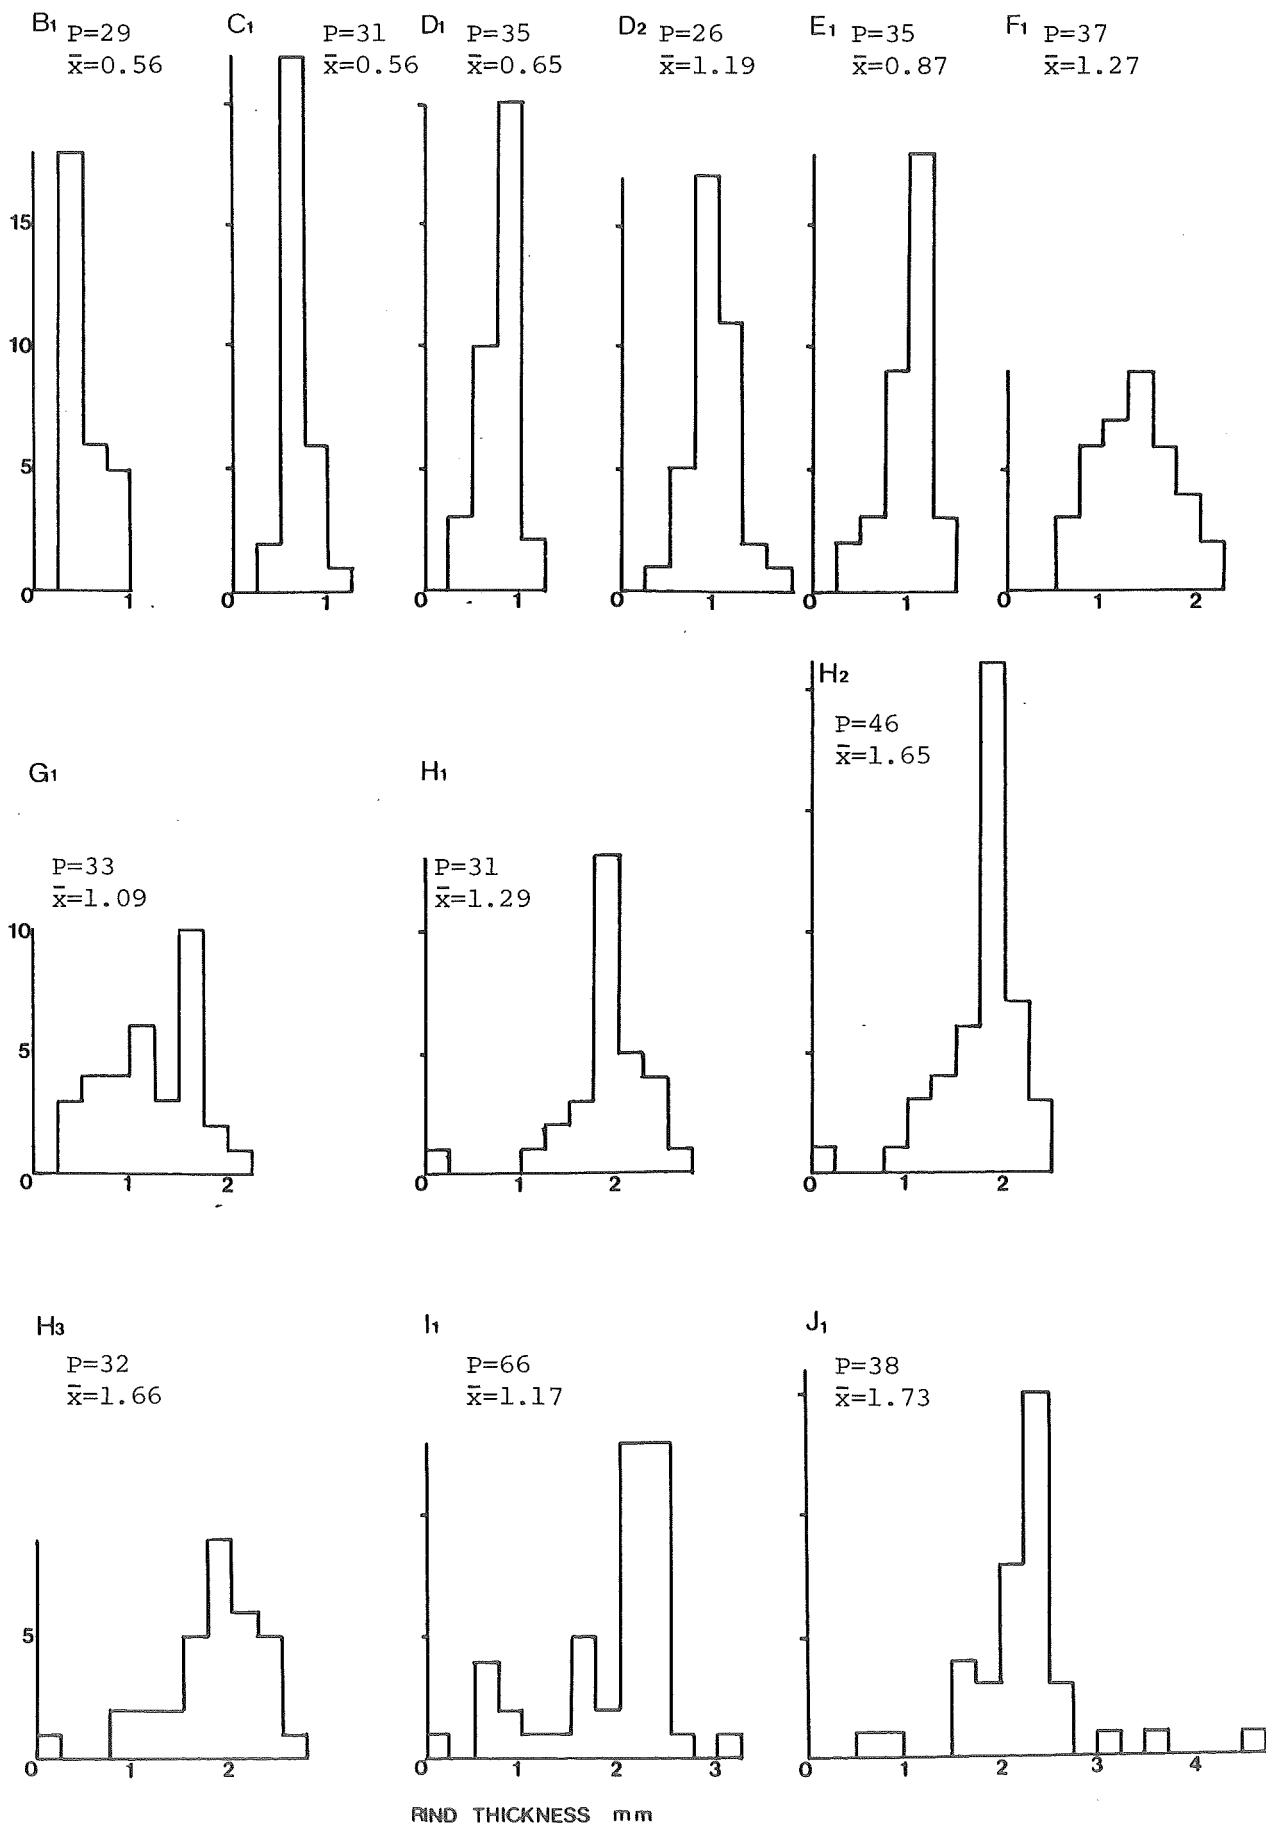 B1 P=29
x̄=0.56
C1 P=31
x̄=0.56
D1 P=35
x̄=0.65
D2 P=26
x̄=1.19
E1 P=35
x̄=0.87
F1 P=37
x̄=1.27
15
10
5
0
1
0 1
0 1
0 1
0 1
0 1 2
G1
P=33
x̄=1.09
10
5
0 1 2
H1
P=31
x̄=1.29
0 1 2
H2
P=46
x̄=1.65
0 1 2
H3
P=32
x̄=1.66
5
0 1 2
I1
P=66
x̄=1.17
0 1 2 3
J1
P=38
x̄=1.73
0 1 2 3 4
RIND THICKNESS mm